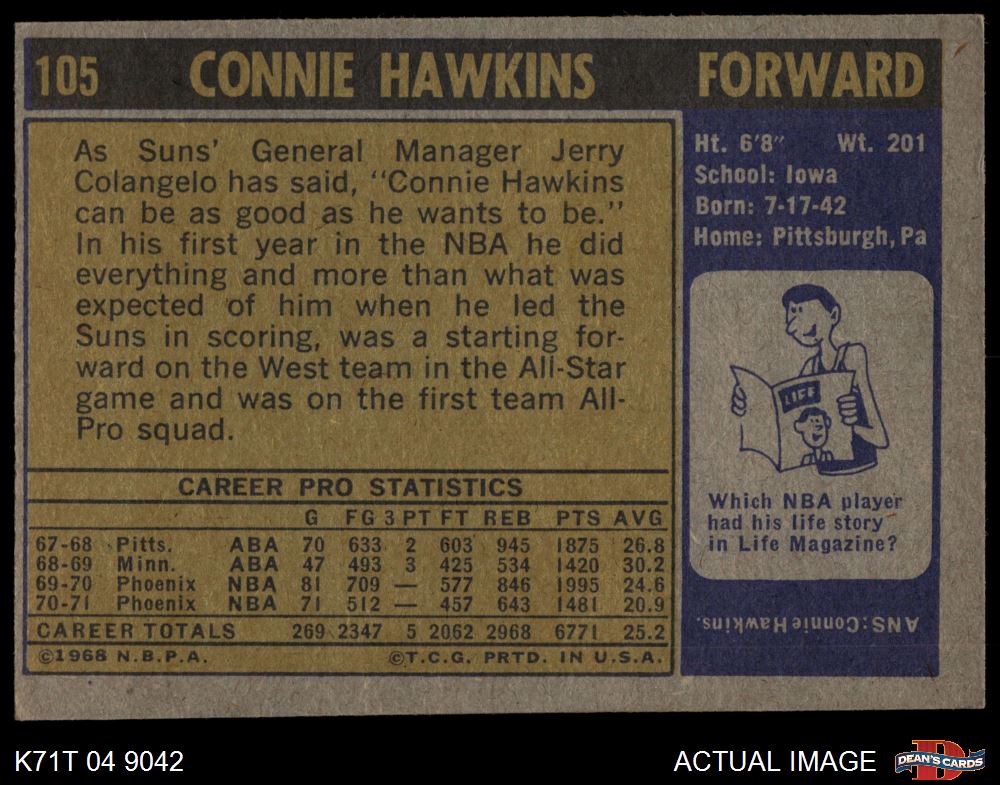 105 CONNIE HAWKINS FORWARD
As Suns' General Manager Jerry
Colangelo has said, "Connie Hawkins
can be as good as he wants to be."
In his first year in the NBA he did
everything and more than what was
expected of him when he led the
Suns in scoring, was a starting for-
ward on the West team in the All-Star
game and was on the first team All-
Pro squad.
CAREER PRO STATISTICS
G FG 3 PT FT REB PTS AVG
67-68 Pitts. ABA 70 633 2 603 945 1875 26.8
68-69 Minn. ABA 47 493 3 425 534 1420 30.2
69-70 Phoenix NBA 81 709 — 577 846 1995 24.6
70-71 Phoenix NBA 71 512 — 457 643 1481 20.9
CAREER TOTALS 269 2347 5 2062 2968 6771 25.2
©1968 N.B.P.A. ©T.C.G. PRTD. IN U.S.A.
Ht. 6'8" Wt. 201
School: Iowa
Born: 7-17-42
Home: Pittsburgh, Pa
LIFE
Which NBA player
had his life story
in Life Magazine?
ANS: Connie Hawkins.
K71T 04 9042 ACTUAL IMAGE
DEAN'S CARDS